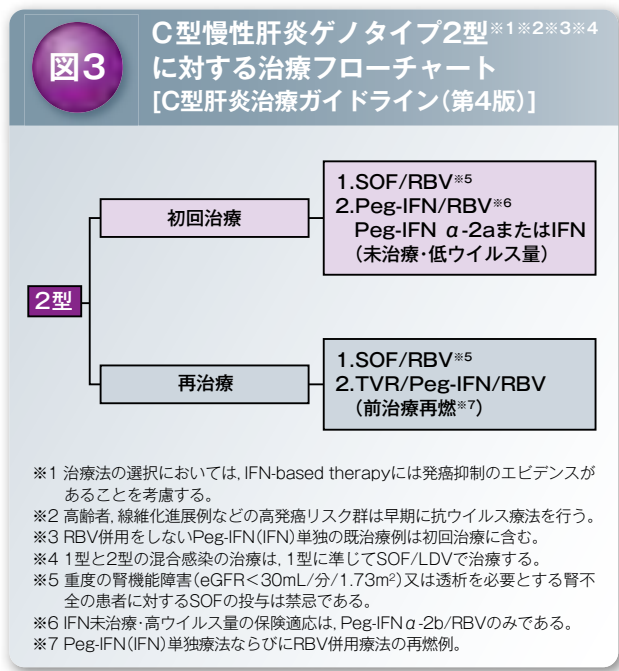 図3
C型慢性肝炎ゲノタイプ2型※1※2※3※4
に対する治療フローチャート
[C型肝炎治療ガイドライン(第4版)]
2型
初回治療
1.SOF/RBV※5
2.Peg-IFN/RBV※6
Peg-IFN α-2aまたはIFN
(未治療・低ウイルス量)
再治療
1.SOF/RBV※5
2.TVR/Peg-IFN/RBV
(前治療再燃※7)
※1 治療法の選択においては, IFN-based therapyには発癌抑制のエビデンスが
あることを考慮する。
※2 高齢者, 線維化進展例などの高発癌リスク群は早期に抗ウイルス療法を行う。
※3 RBV併用をしないPeg-IFN(IFN)単独の既治療例は初回治療に含む。
※4 1型と2型の混合感染の治療は, 1型に準じてSOF/LDVで治療する。
※5 重度の腎機能障害(eGFR<30mL/分/1.73m²)又は透析を必要とする腎不
全の患者に対するSOFの投与は禁忌である。
※6 IFN未治療・高ウイルス量の保険適応は, Peg-IFNα-2b/RBVのみである。
※7 Peg-IFN(IFN)単独療法ならびにRBV併用療法の再燃例。